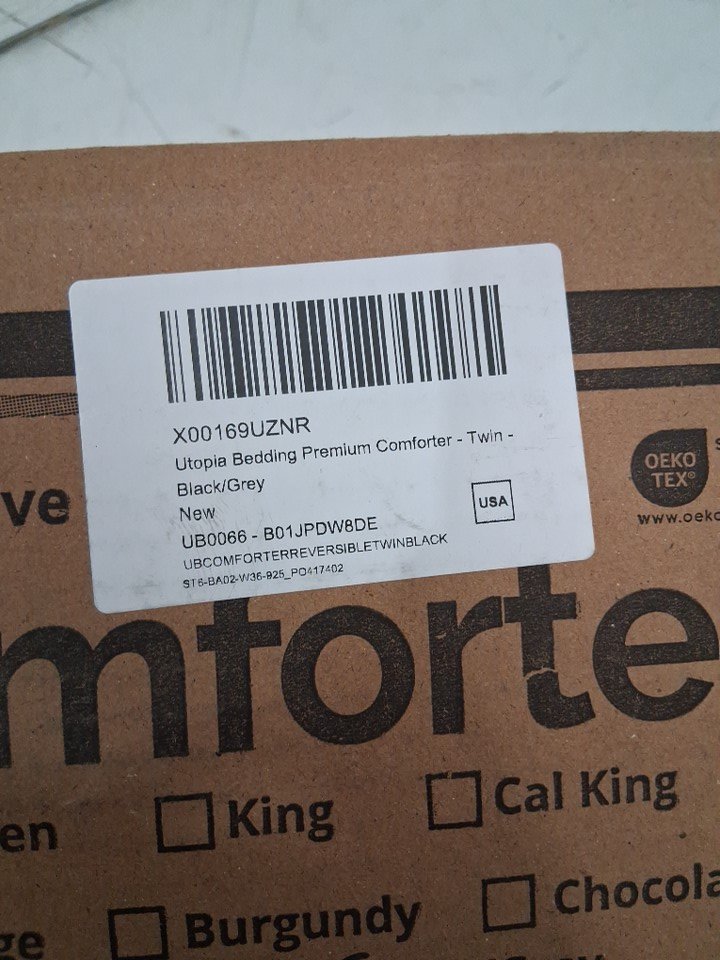 X00169UZNR
Utopia Bedding Premium Comforter - Twin -
Black/Grey
New
USA
UB0066 - B01JPDW8DE
UBCOMFORTERREVERSIBLETWINBLACK
ST6-BA02-W36-925_PO417402
OEKO
TEX®
www.oeko
ve
mforte
en
King
Cal King
ge
Burgundy
Chocola